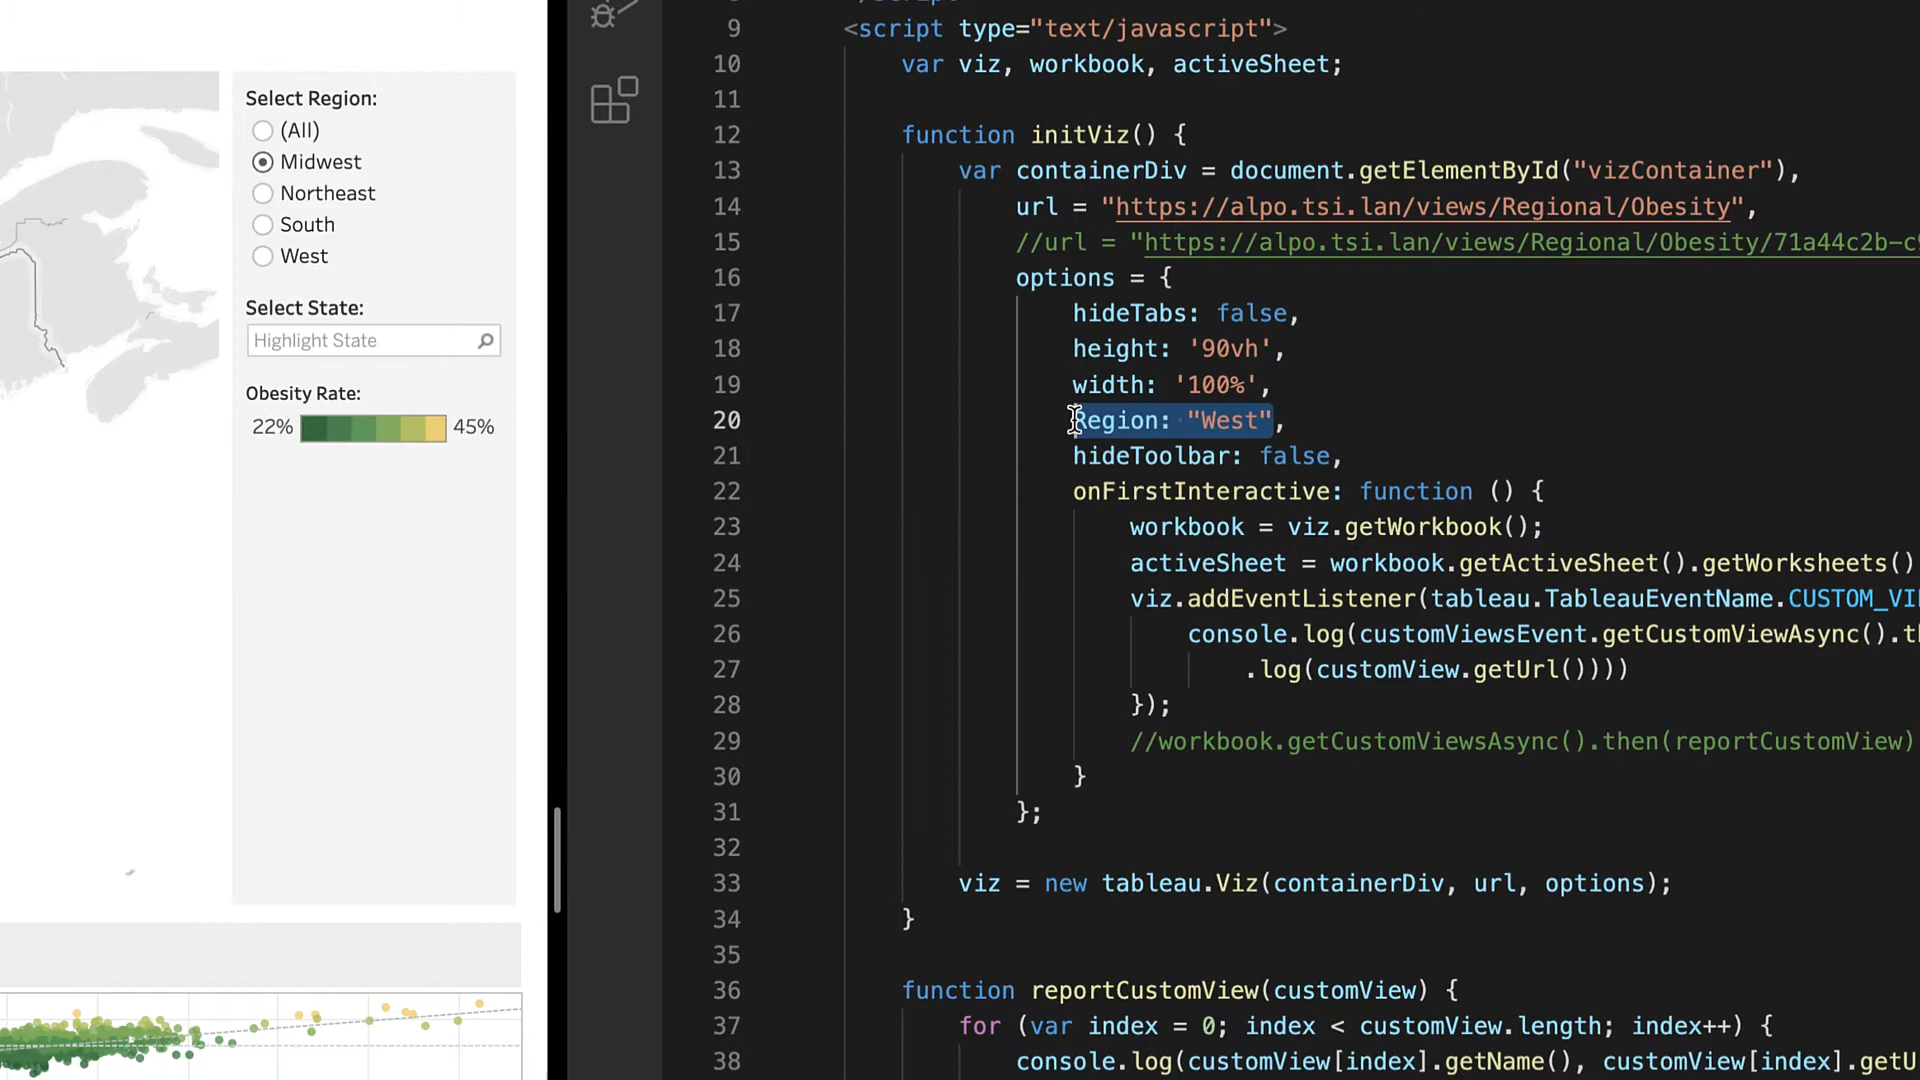 Select Region:
(All)
Midwest
Northeast
South
West
Select State:
Highlight State
Obesity Rate:
22% 45%
9 <script type="text/javascript">
10 var viz, workbook, activeSheet;
11
12 function initViz() {
13 var containerDiv = document.getElementById("vizContainer"),
14 url = "https://alpo.tsi.lan/views/Regional/Obesity",
15 //url = "https://alpo.tsi.lan/views/Regional/Obesity/71a44c2b-c
16 options = {
17 hideTabs: false,
18 height: '90vh',
19 width: '100%',
20 Region: "West",
21 hideToolbar: false,
22 onFirstInteractive: function () {
23 workbook = viz.getWorkbook();
24 activeSheet = workbook.getActiveSheet().getWorksheets()
25 viz.addEventListener(tableau.TableauEventName.CUSTOM_VI
26 console.log(customViewsEvent.getCustomViewAsync().th
27 .log(customView.getUrl())))
28 });
29 //workbook.getCustomViewsAsync().then(reportCustomView)
30 }
31 };
32
33 viz = new tableau.Viz(containerDiv, url, options);
34 }
35
36 function reportCustomView(customView) {
37 for (var index = 0; index < customView.length; index++) {
38 console.log(customView[index].getName(), customView[index].getU